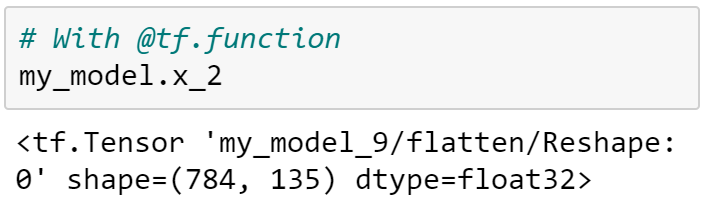 # With @tf.function
my_model.x_2
<tf.Tensor 'my_model_9/flatten/Reshape:
0' shape=(784, 135) dtype=float32>